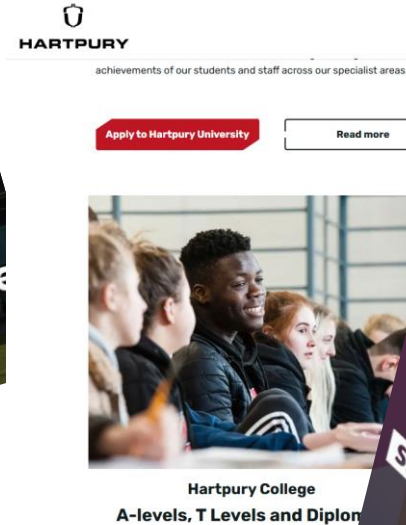 HARTPURY
achievements of our students and staff across our specialist areas
Apply to Hartpury University
Read more
Hartpury College
A-levels, T Levels and